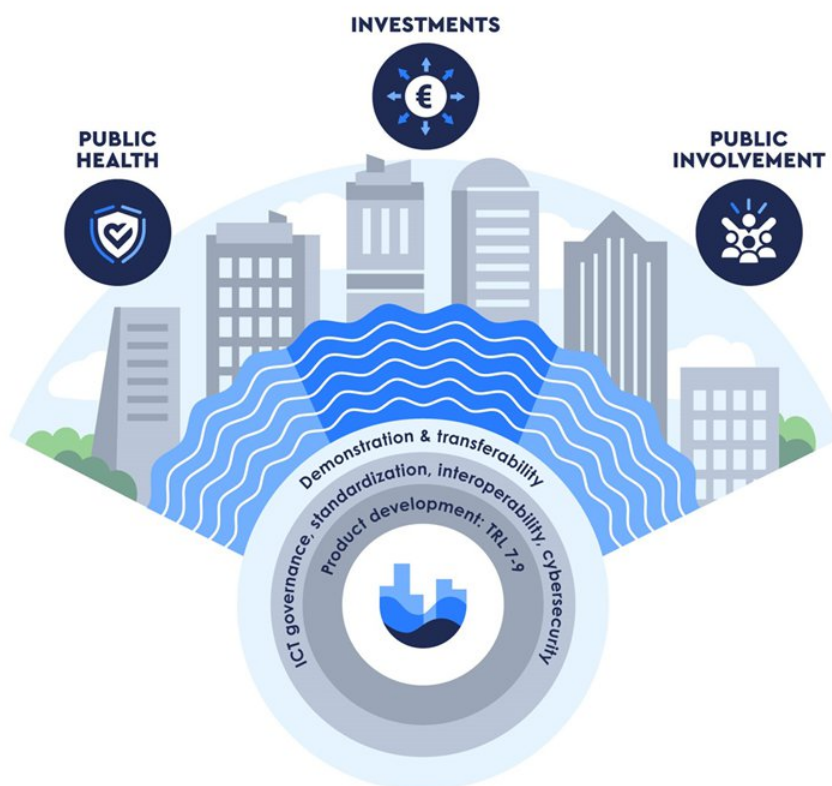 INVESTMENTS
€
PUBLIC
HEALTH
PUBLIC
INVOLVEMENT
Demonstration & transferability
ICT governance, standardization, interoperability, cybersecurity
Product development: TRL 7-9